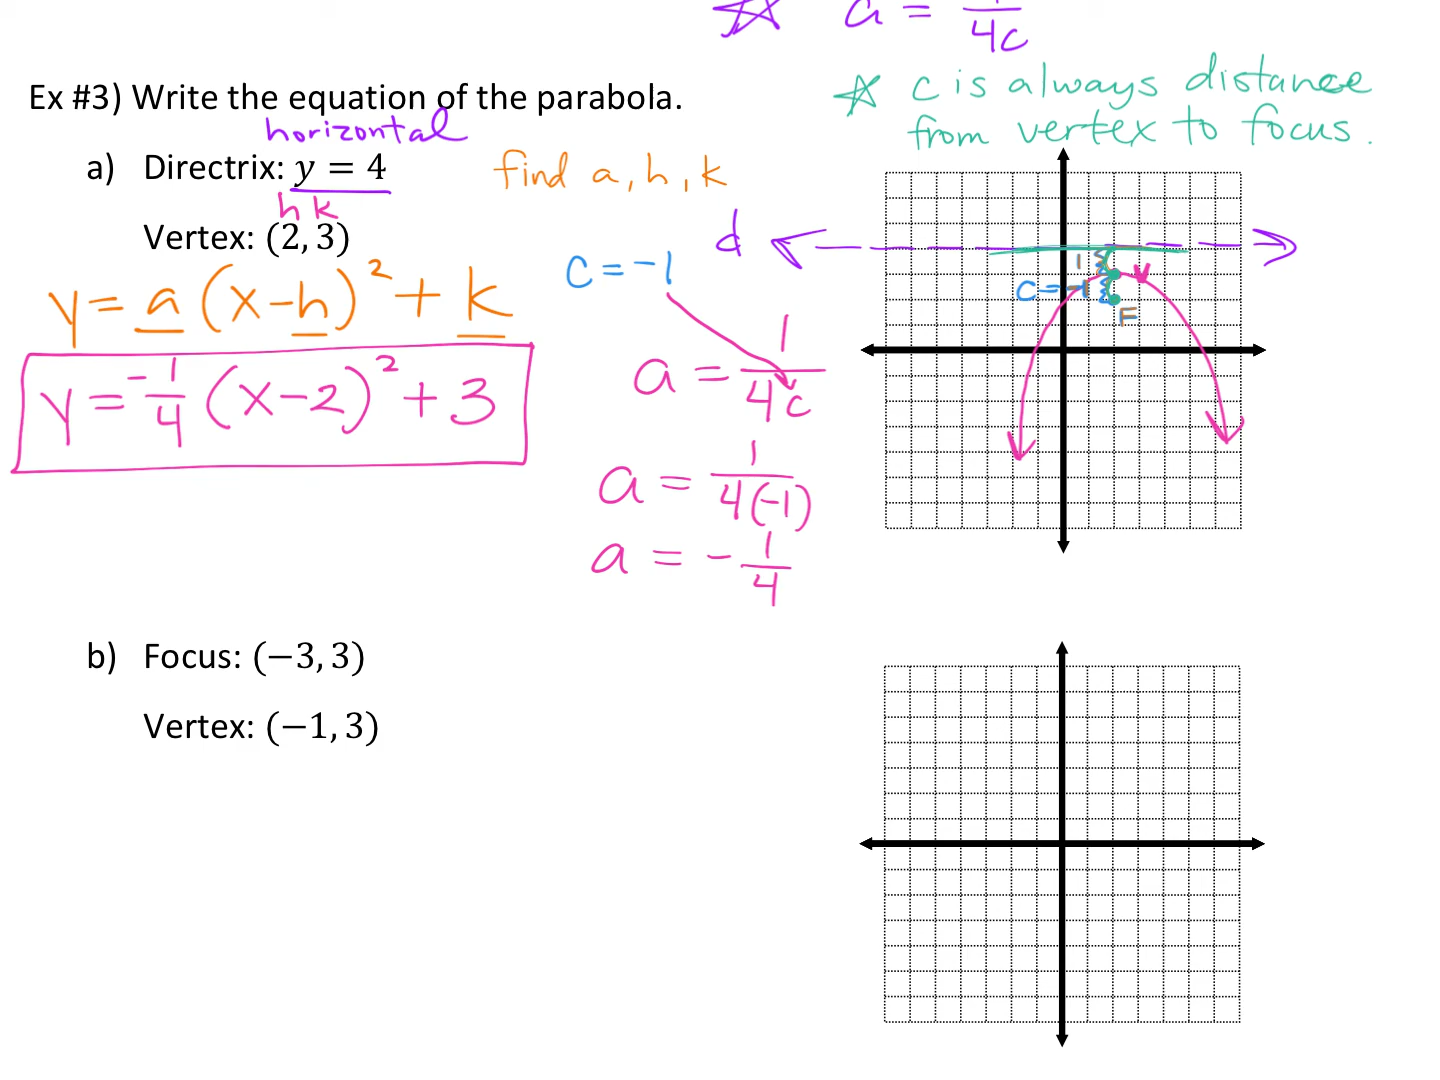 ☆ a = 1/4c
☆ c is always distance
from vertex to focus.
Ex #3) Write the equation of the parabola.
horizontal
a) Directrix: y = 4
find a, h, k
h k
Vertex: (2, 3)
d
c = -1
y = a (x-h)² + k
y = -1/4 (x-2)² + 3
a = 1/4c
a = 1/4(-1)
a = -1/4
1
V
c = -1
F
b) Focus: (−3, 3)
Vertex: (−1, 3)